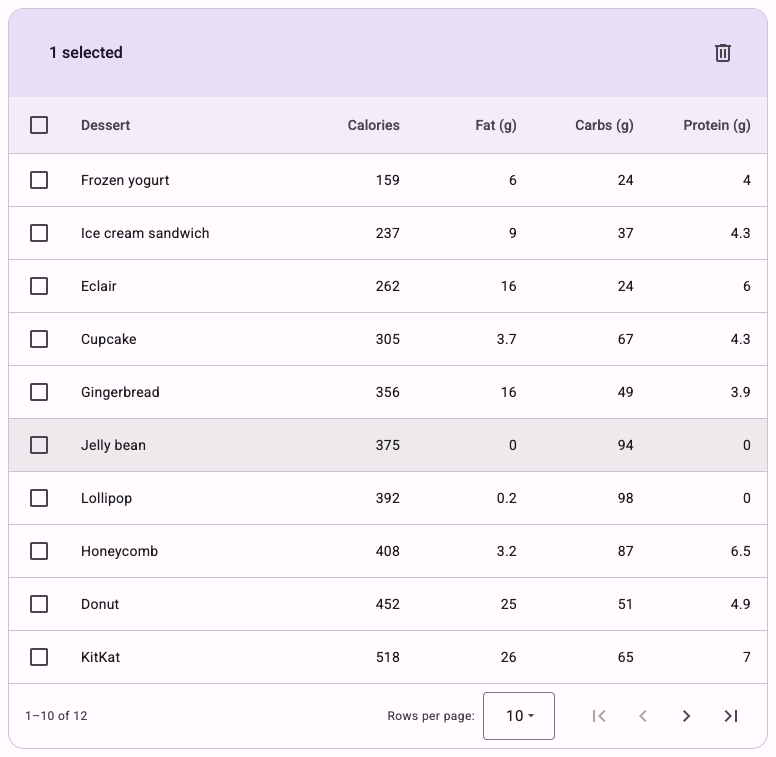 1 selected
Dessert Calories Fat (g) Carbs (g) Protein (g)
Frozen yogurt 159 6 24 4
Ice cream sandwich 237 9 37 4.3
Eclair 262 16 24 6
Cupcake 305 3.7 67 4.3
Gingerbread 356 16 49 3.9
Jelly bean 375 0 94 0
Lollipop 392 0.2 98 0
Honeycomb 408 3.2 87 6.5
Donut 452 25 51 4.9
KitKat 518 26 65 7
1–10 of 12 Rows per page: 10